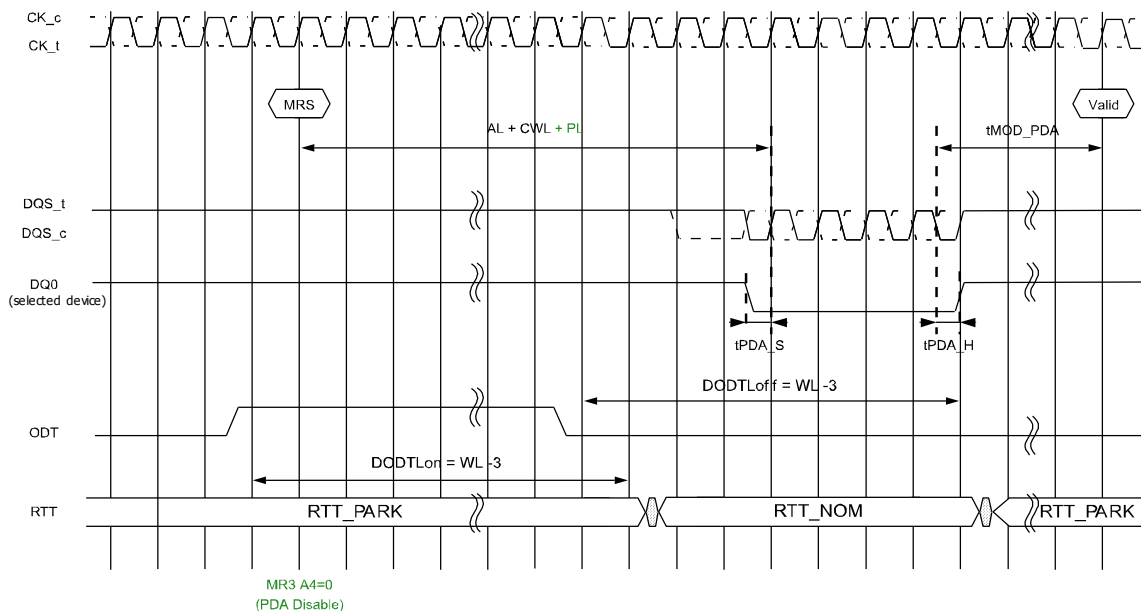 CK_c
CK_t
MRS
Valid
AL + CWL + PL
tMOD_PDA
DQS_t
DQS_c
DQ0
(selected device)
tPDA_S
tPDA_H
DODTLoff = WL -3
ODT
DODTLon = WL -3
RTT
RTT_PARK
RTT_NOM
RTT_PARK
MR3 A4=0
(PDA Disable)